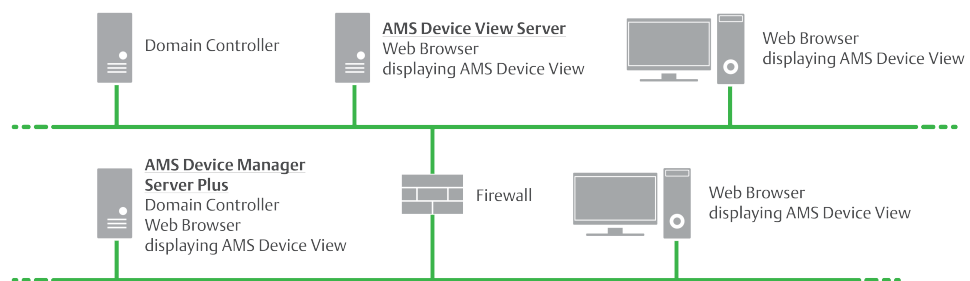 Domain Controller
AMS Device View Server
Web Browser
displaying AMS Device View
Web Browser
displaying AMS Device View
AMS Device Manager
Server Plus
Domain Controller
Web Browser
displaying AMS Device View
Firewall
Web Browser
displaying AMS Device View